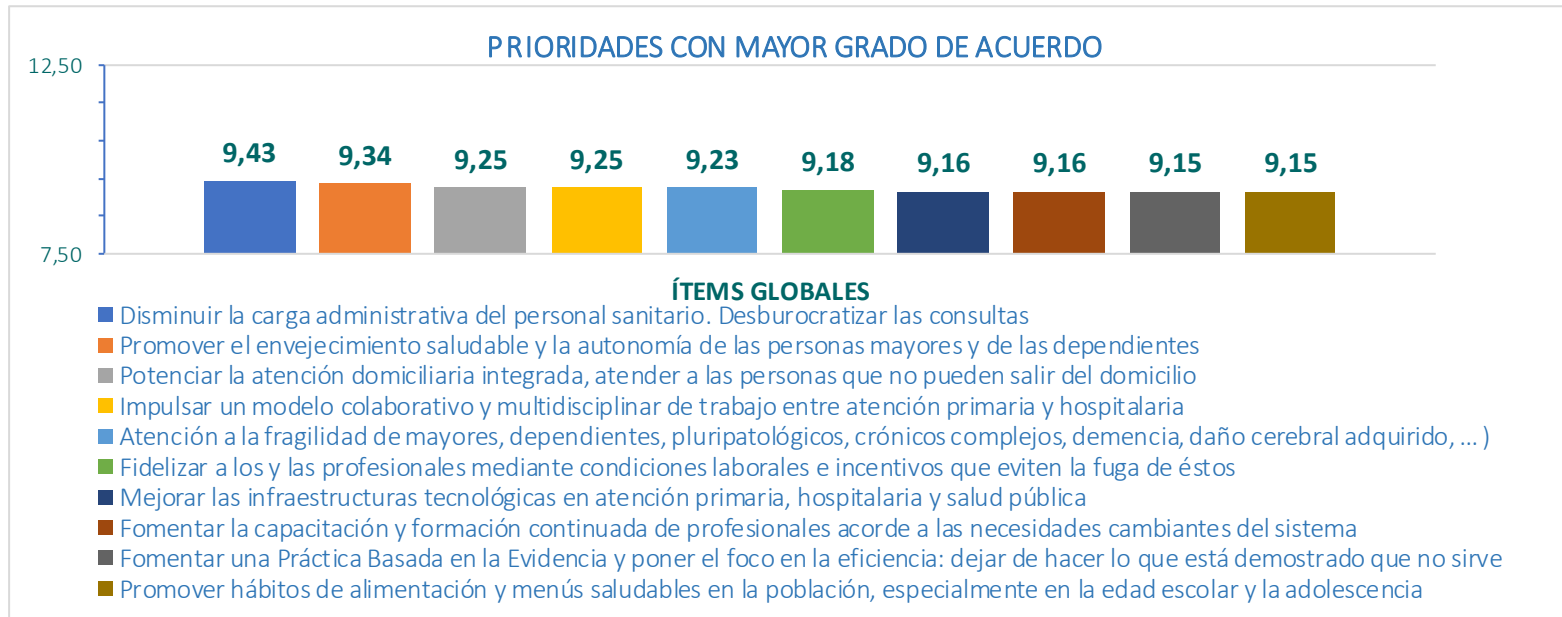 PRIORIDADES CON MAYOR GRADO DE ACUERDO
12,50
9,43 9,34 9,25 9,25 9,23 9,18 9,16 9,16 9,15 9,15
7,50
ÍTEMS GLOBALES
Disminuir la carga administrativa del personal sanitario. Desburocratizar las consultas
Promover el envejecimiento saludable y la autonomía de las personas mayores y de las dependientes
Potenciar la atención domiciliaria integrada, atender a las personas que no pueden salir del domicilio
Impulsar un modelo colaborativo y multidisciplinar de trabajo entre atención primaria y hospitalaria
Atención a la fragilidad de mayores, dependientes, pluripatológicos, crónicos complejos, demencia, daño cerebral adquirido, … )
Fidelizar a los y las profesionales mediante condiciones laborales e incentivos que eviten la fuga de éstos
Mejorar las infraestructuras tecnológicas en atención primaria, hospitalaria y salud pública
Fomentar la capacitación y formación continuada de profesionales acorde a las necesidades cambiantes del sistema
Fomentar una Práctica Basada en la Evidencia y poner el foco en la eficiencia: dejar de hacer lo que está demostrado que no sirve
Promover hábitos de alimentación y menús saludables en la población, especialmente en la edad escolar y la adolescencia